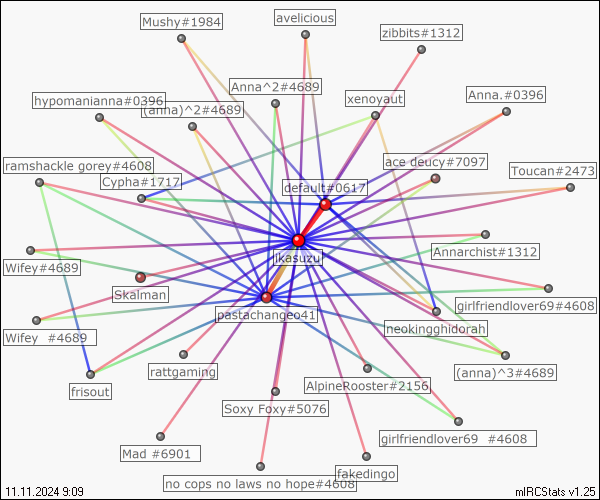 Mushy#1984
avelicious
zibbits#1312
Anna^2#4689
xenoyaut
Anna.#0396
hypomanianna#0396
(anna)^2#4689
ramshackle gorey#4608
ace deucy#7097
Toucan#2473
Cypha#1717
default#0617
Annarchist#1312
ikasuzu
Wifey#4689
Skalman
girlfriendlover69#4608
pastachangeo41
neokingghidorah
Wifey #4689
rattgaming
(anna)^3#4689
frisout
AlpineRooster#2156
Soxy Foxy#5076
girlfriendlover69 #4608
Mad #6901
fakedingo
no cops no laws no hope#4608
11.11.2024 9:09
mIRCStats v1.25